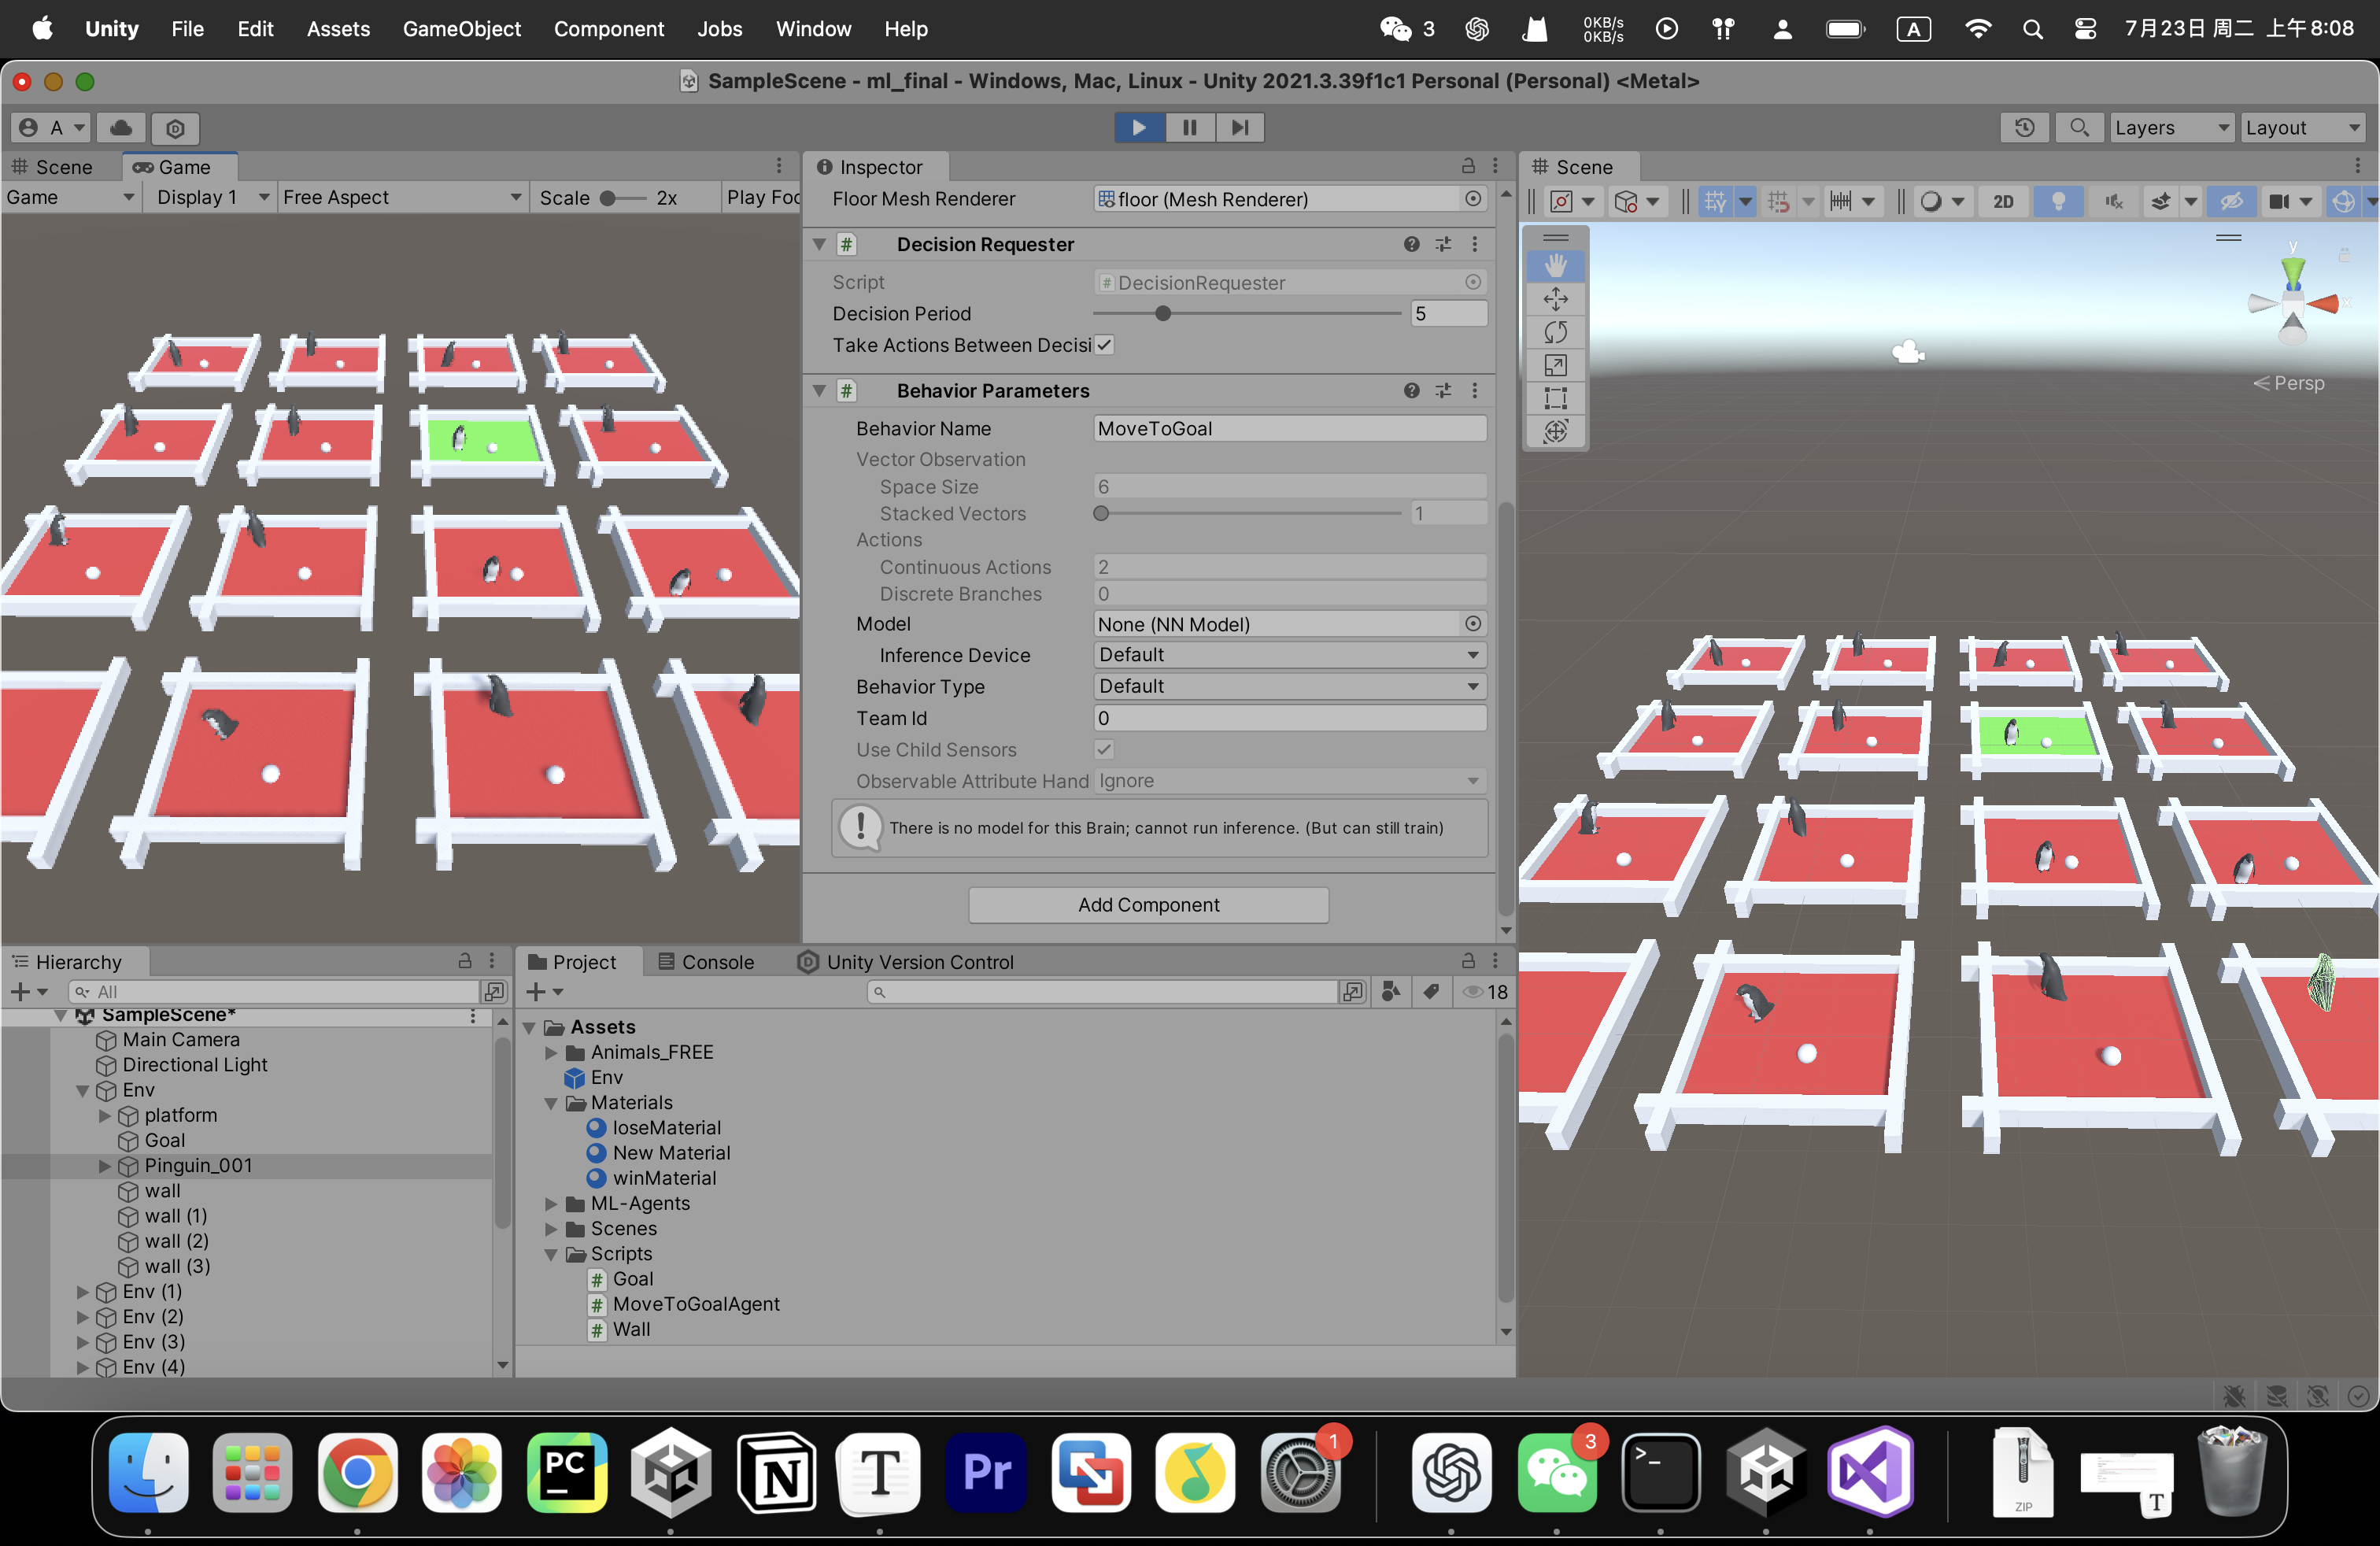 Unity File Edit Assets GameObject Component Jobs Window Help 3 0KB/s 0KB/s A 7月23日 周二 上午8:08
SampleScene - ml_final - Windows, Mac, Linux - Unity 2021.3.39f1c1 Personal (Personal) <Metal>
A Layers Layout
Scene Game
Game Display 1 Free Aspect Scale 2x Play Foc
Inspector
Floor Mesh Renderer floor (Mesh Renderer)
# Decision Requester
Script # DecisionRequester
Decision Period 5
Take Actions Between Decisi
# Behavior Parameters
Behavior Name MoveToGoal
Vector Observation
Space Size 6
Stacked Vectors 1
Actions
Continuous Actions 2
Discrete Branches 0
Model None (NN Model)
Inference Device Default
Behavior Type Default
Team Id 0
Use Child Sensors
Observable Attribute Hand Ignore
There is no model for this Brain; cannot run inference. (But can still train)
Add Component
Scene
2D
y
x
Persp
Hierarchy
All
SampleScene*
Main Camera
Directional Light
Env
platform
Goal
Pinguin_001
wall
wall (1)
wall (2)
wall (3)
Env (1)
Env (2)
Env (3)
Env (4)
Project Console Unity Version Control
18
Assets
Animals_FREE
Env
Materials
loseMaterial
New Material
winMaterial
ML-Agents
Scenes
Scripts
# Goal
# MoveToGoalAgent
# Wall
PC
N
T
Pr
1
3
>_
ZIP
T